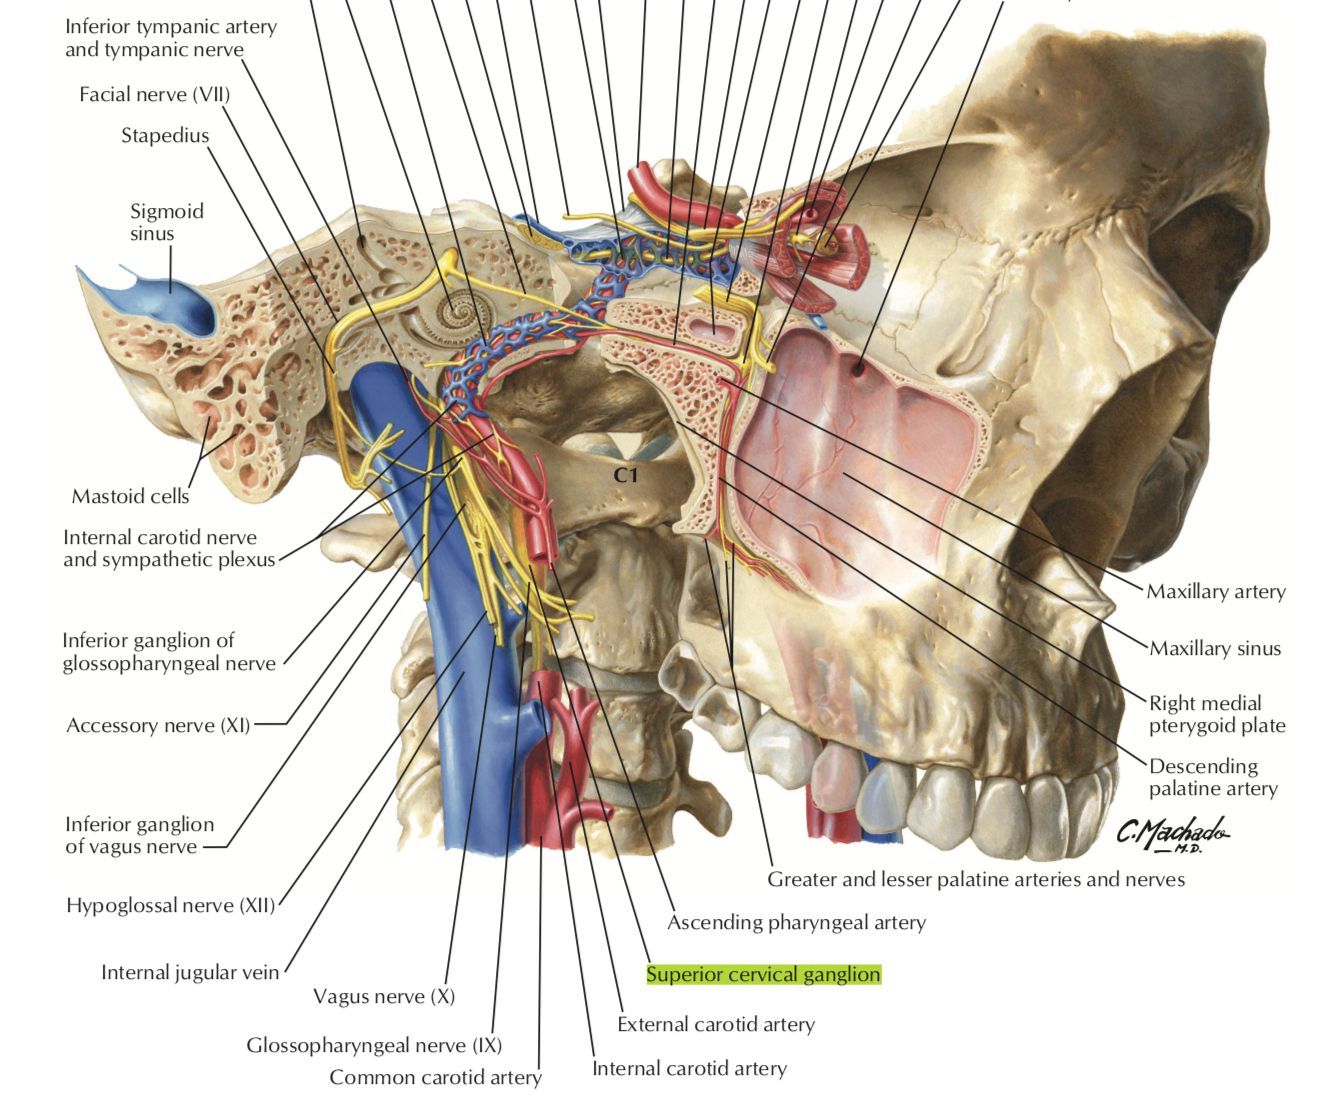 Inferior tympanic artery
and tympanic nerve
Facial nerve (VII)
Stapedius
Sigmoid
sinus
C1
Mastoid cells
Internal carotid nerve
and sympathetic plexus
Maxillary artery
Inferior ganglion of
glossopharyngeal nerve
Maxillary sinus
Right medial
pterygoid plate
Accessory nerve (XI)
Descending
palatine artery
Inferior ganglion
of vagus nerve
C.Machado
M.D.
Greater and lesser palatine arteries and nerves
Hypoglossal nerve (XII)
Ascending pharyngeal artery
Internal jugular vein
Superior cervical ganglion
Vagus nerve (X)
External carotid artery
Glossopharyngeal nerve (IX)
Internal carotid artery
Common carotid artery